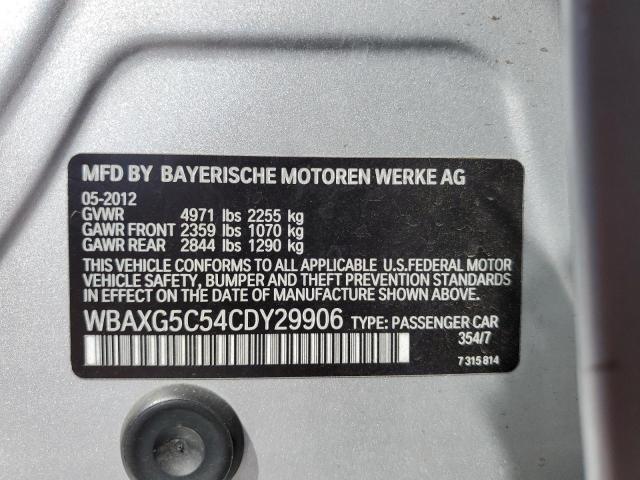 MFD BY BAYERISCHE MOTOREN WERKE AG
05-2012
GVWR 4971 lbs 2255 kg
GAWR FRONT 2359 lbs 1070 kg
GAWR REAR 2844 lbs 1290 kg
THIS VEHICLE CONFORMS TO ALL APPLICABLE U.S.FEDERAL MOTOR
VEHICLE SAFETY, BUMPER AND THEFT PREVENTION STANDARDS
IN EFFECT ON THE DATE OF MANUFACTURE SHOWN ABOVE.
WBAXG5C54CDY29906 TYPE: PASSENGER CAR
354/7
7 315 814